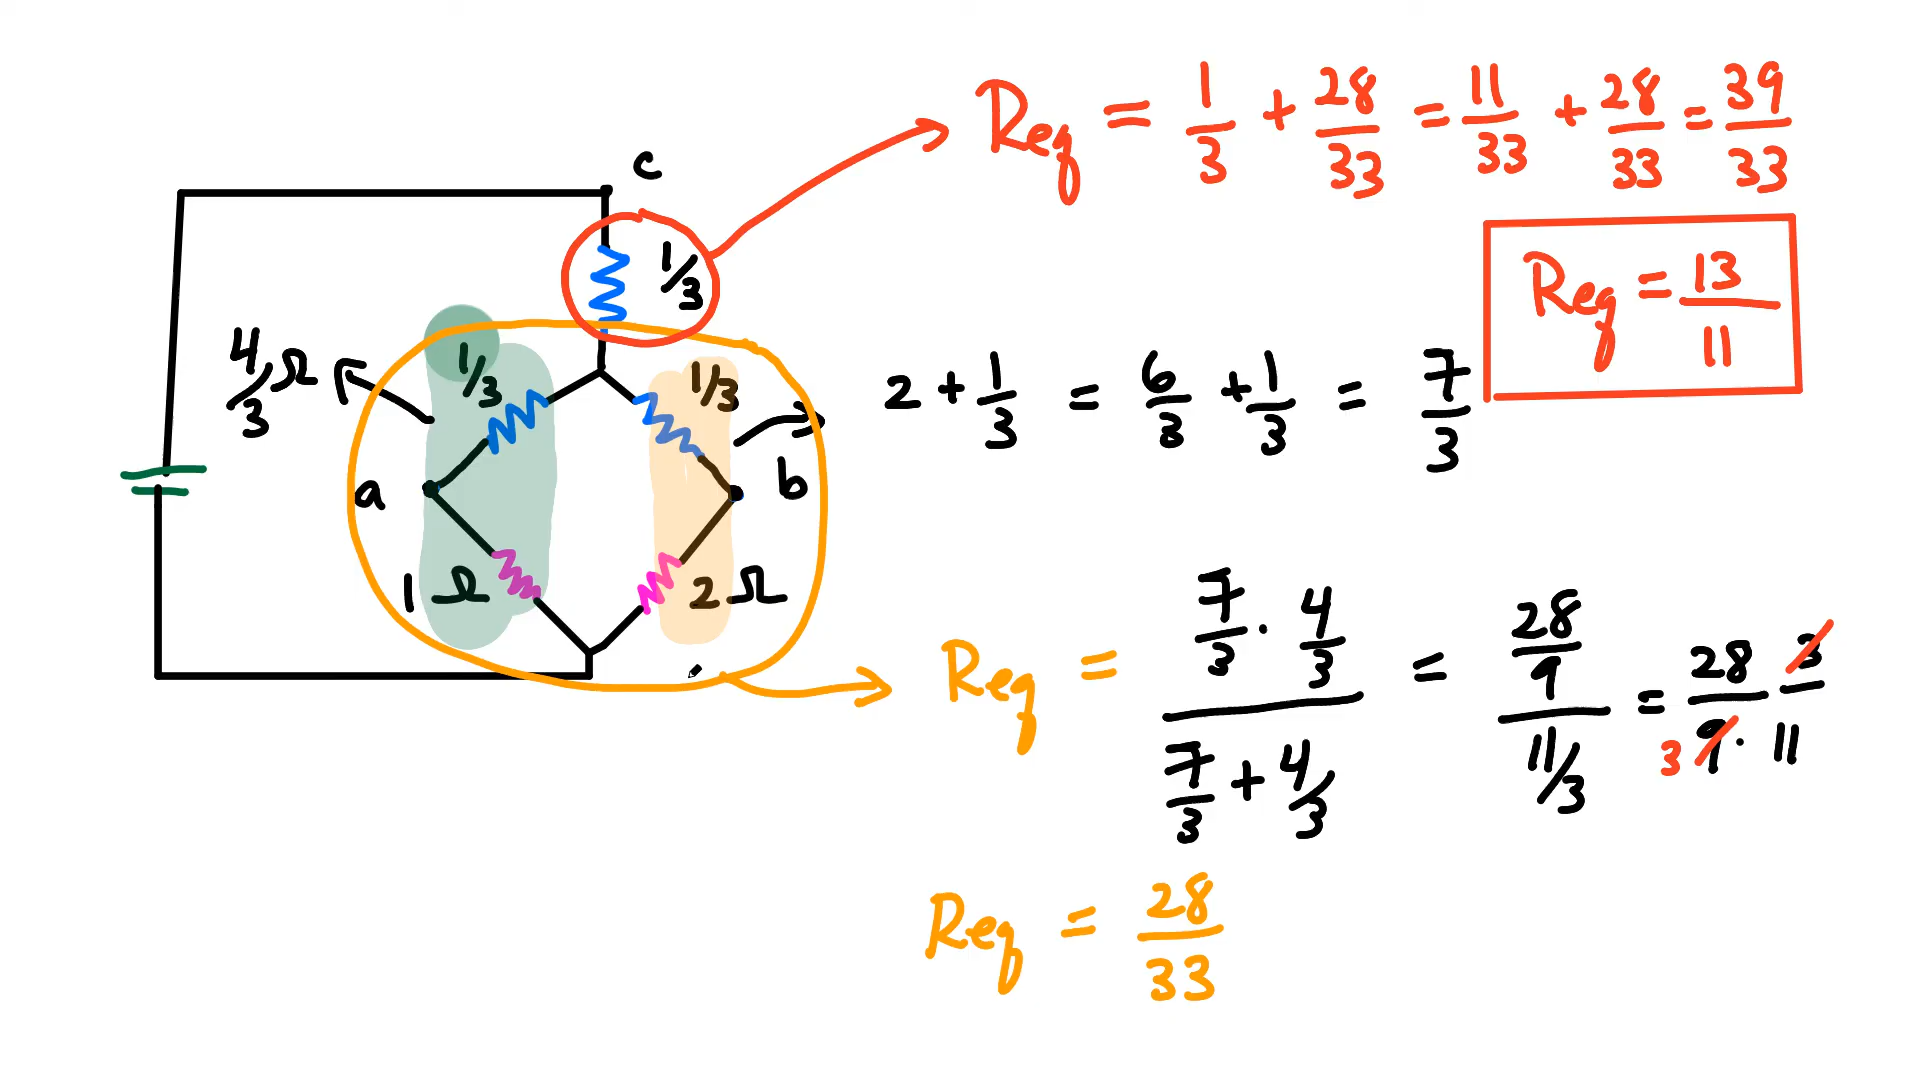 c
Req = 1/3 + 28/33 = 11/33 + 28/33 = 39/33
1/3
Req = 13/11
4/3 Ω
1/3
1/3
2 + 1/3 = 6/3 + 1/3 = 7/3
a
b
1 Ω
2 Ω
Req = (7/3 · 4/3)/(7/3 + 4/3) = (28/9)/(11/3) = 28/9 · 3/11
3
Req = 28/33